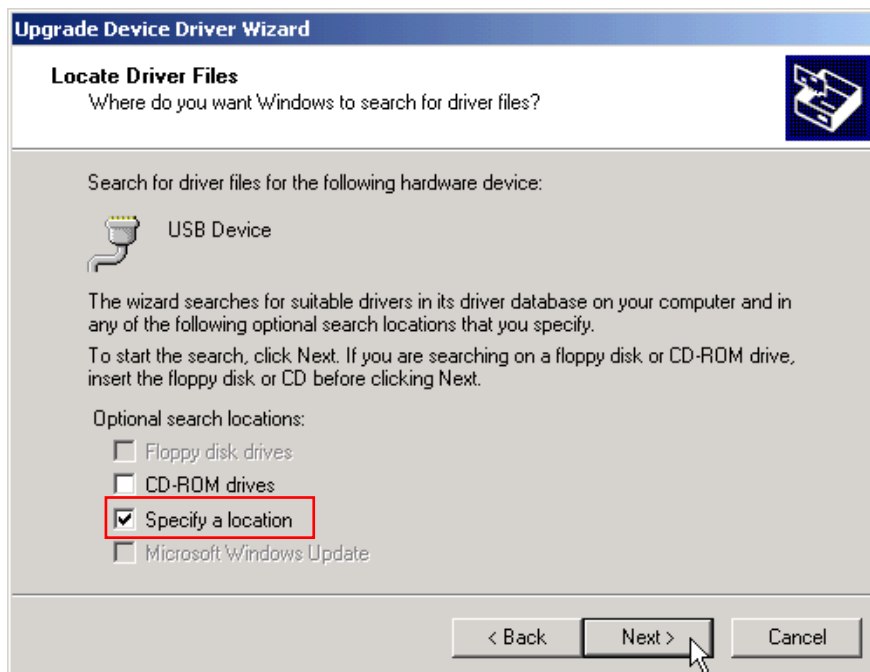 Upgrade Device Driver Wizard
Locate Driver Files
Where do you want Windows to search for driver files?
Search for driver files for the following hardware device:
USB Device
The wizard searches for suitable drivers in its driver database on your computer and in
any of the following optional search locations that you specify.
To start the search, click Next. If you are searching on a floppy disk or CD-ROM drive,
insert the floppy disk or CD before clicking Next.
Optional search locations:
Floppy disk drives
CD-ROM drives
Specify a location
Microsoft Windows Update
< Back Next > Cancel